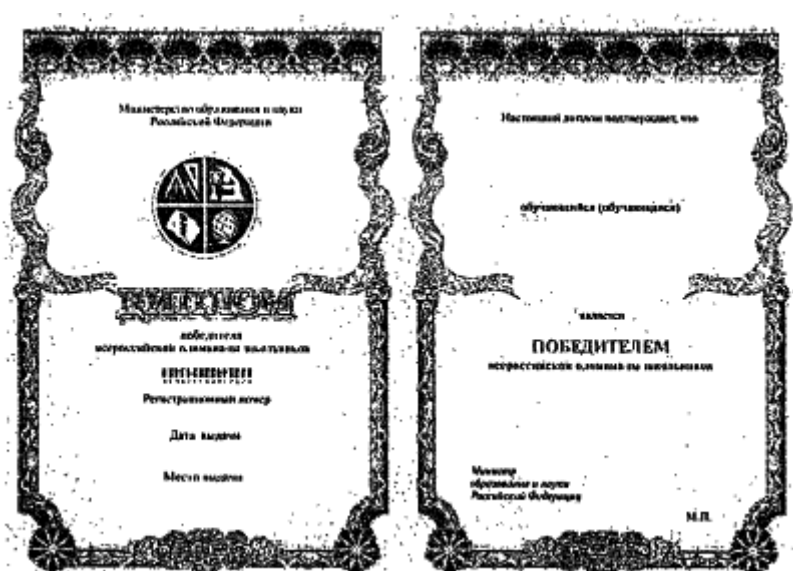 Министерство образования и науки
Российской Федерации
ДИПЛОМ
победителя
всероссийской олимпиады школьников
Регистрационный номер
Дата выдачи
Место выдачи
Настоящий диплом подтверждает, что
обучающийся (обучающаяся)
является
ПОБЕДИТЕЛЕМ
всероссийской олимпиады школьников
Министр
образования и науки
Российской Федерации
М.П.